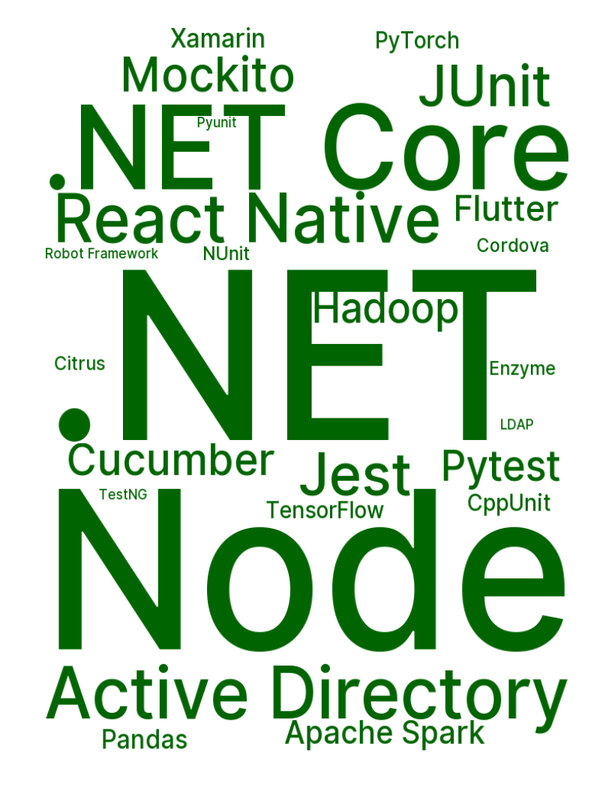 Xamarin
PyTorch
Mockito
JUnit
.NET Core
Pyunit
React Native
Flutter
Robot Framework
NUnit
Cordova
.NET
Hadoop
Citrus
Enzyme
LDAP
Cucumber
Jest
Pytest
TestNG
TensorFlow
CppUnit
Node
Active Directory
Pandas
Apache Spark